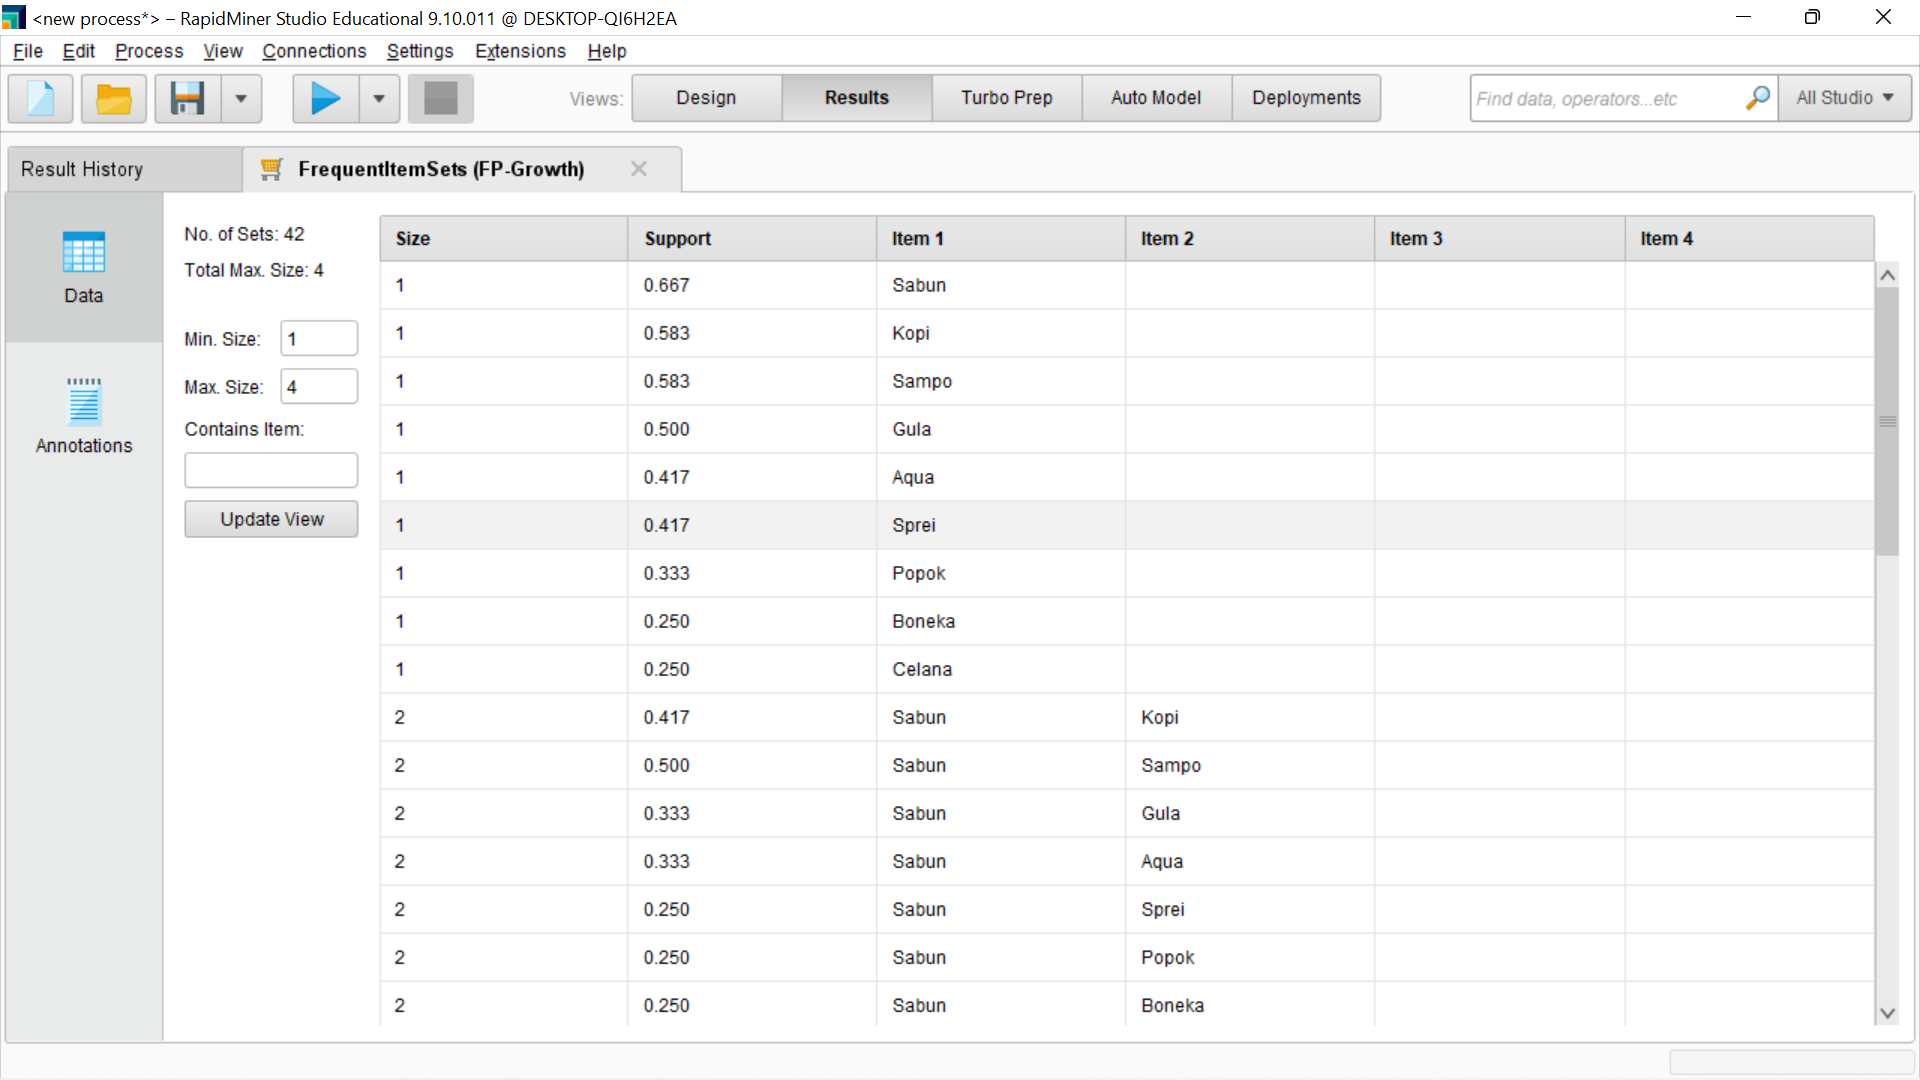 <new process*> – RapidMiner Studio Educational 9.10.011 @ DESKTOP-QI6H2EA
File Edit Process View Connections Settings Extensions Help
Views: Design Results Turbo Prep Auto Model Deployments Find data, operators...etc All Studio
Result History FrequentItemSets (FP-Growth)
Data
Annotations
No. of Sets: 42
Total Max. Size: 4
Min. Size: 1
Max. Size: 4
Contains Item:
Update View
Size Support Item 1 Item 2 Item 3 Item 4
1 0.667 Sabun
1 0.583 Kopi
1 0.583 Sampo
1 0.500 Gula
1 0.417 Aqua
1 0.417 Sprei
1 0.333 Popok
1 0.250 Boneka
1 0.250 Celana
2 0.417 Sabun Kopi
2 0.500 Sabun Sampo
2 0.333 Sabun Gula
2 0.333 Sabun Aqua
2 0.250 Sabun Sprei
2 0.250 Sabun Popok
2 0.250 Sabun Boneka